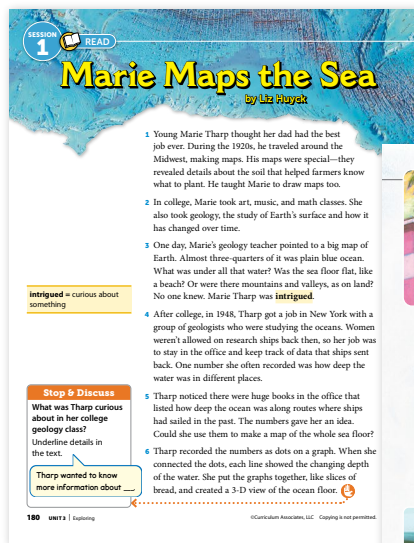 SESSION
1
READ
Marie Maps the Sea
by Liz Huyck
1 Young Marie Tharp thought her dad had the best
job ever. During the 1920s, he traveled around the
Midwest, making maps. His maps were special—they
revealed details about the soil that helped farmers know
what to plant. He taught Marie to draw maps too.
2 In college, Marie took art, music, and math classes. She
also took geology, the study of Earth's surface and how it
has changed over time.
3 One day, Marie's geology teacher pointed to a big map of
Earth. Almost three-quarters of it was plain blue ocean.
What was under all that water? Was the sea floor flat, like
a beach? Or were there mountains and valleys, as on land?
No one knew. Marie Tharp was intrigued.
intrigued = curious about
something
4 After college, in 1948, Tharp got a job in New York with a
group of geologists who were studying the oceans. Women
weren't allowed on research ships back then, so her job was
to stay in the office and keep track of data that ships sent
back. One number she often recorded was how deep the
water was in different places.
5 Tharp noticed there were huge books in the office that
listed how deep the ocean was along routes where ships
had sailed in the past. The numbers gave her an idea.
Could she use them to make a map of the whole sea floor?
6 Tharp recorded the numbers as dots on a graph. When she
connected the dots, each line showed the changing depth
of the water. She put the graphs together, like slices of
bread, and created a 3-D view of the ocean floor.
Stop & Discuss
What was Tharp curious
about in her college
geology class?
Underline details in
the text.
Tharp wanted to know
more information about __.
180 UNIT 3 | Exploring
©Curriculum Associates, LLC Copying is not permitted.